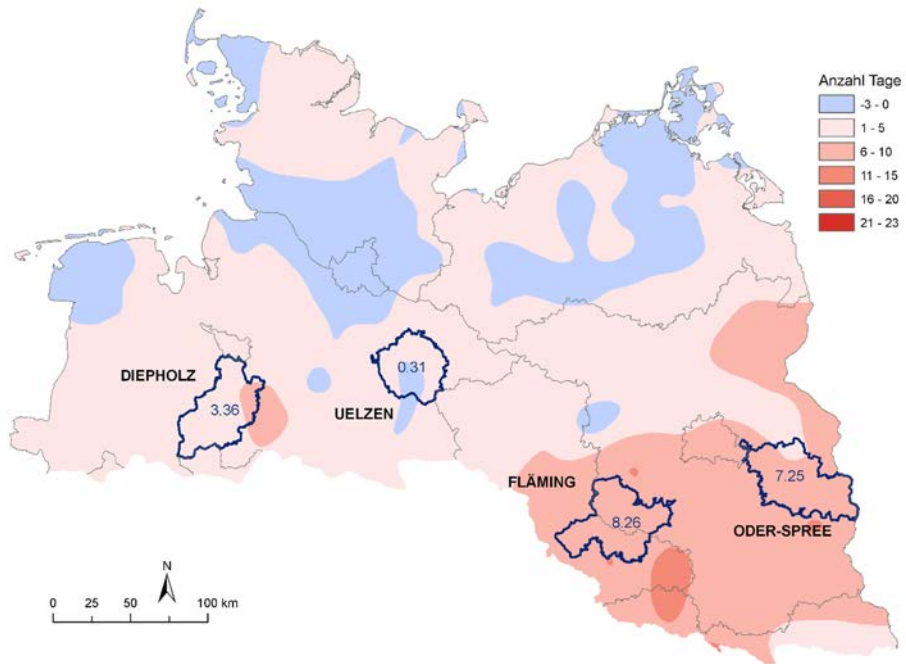 Anzahl Tage
-3 - 0
1 - 5
6 - 10
11 - 15
16 - 20
21 - 23
DIEPHOLZ
3.36
UELZEN
0.31
FLÄMING
8.26
7.25
ODER-SPREE
N
0 25 50 100 km